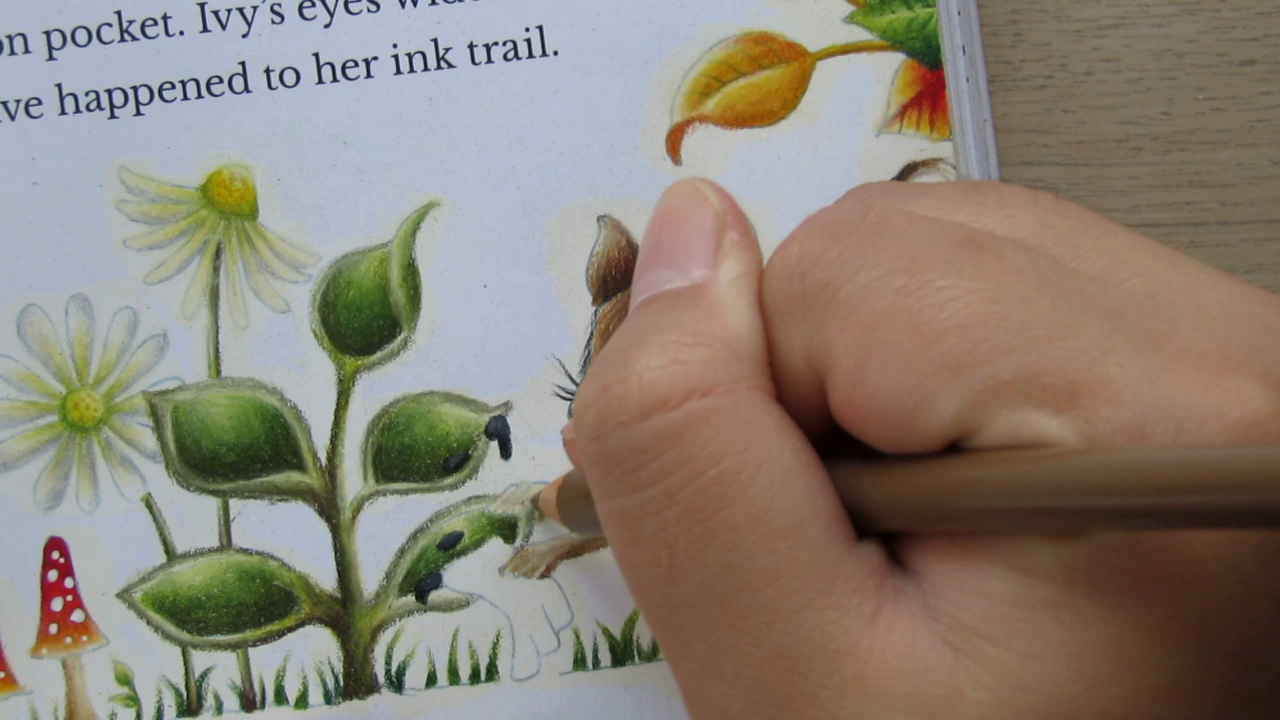 on pocket. Ivy's eyes
ve happened to her ink trail.